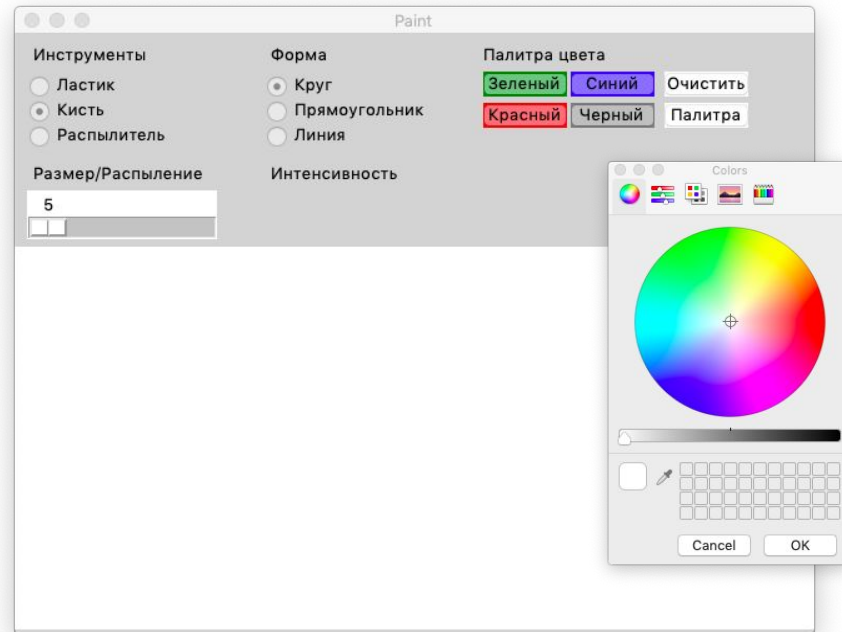 Paint
Инструменты
Ластик
Кисть
Распылитель
Форма
Круг
Прямоугольник
Линия
Палитра цвета
Зеленый Синий Очистить
Красный Черный Палитра
Размер/Распыление
5
Интенсивность
Colors
Cancel OK